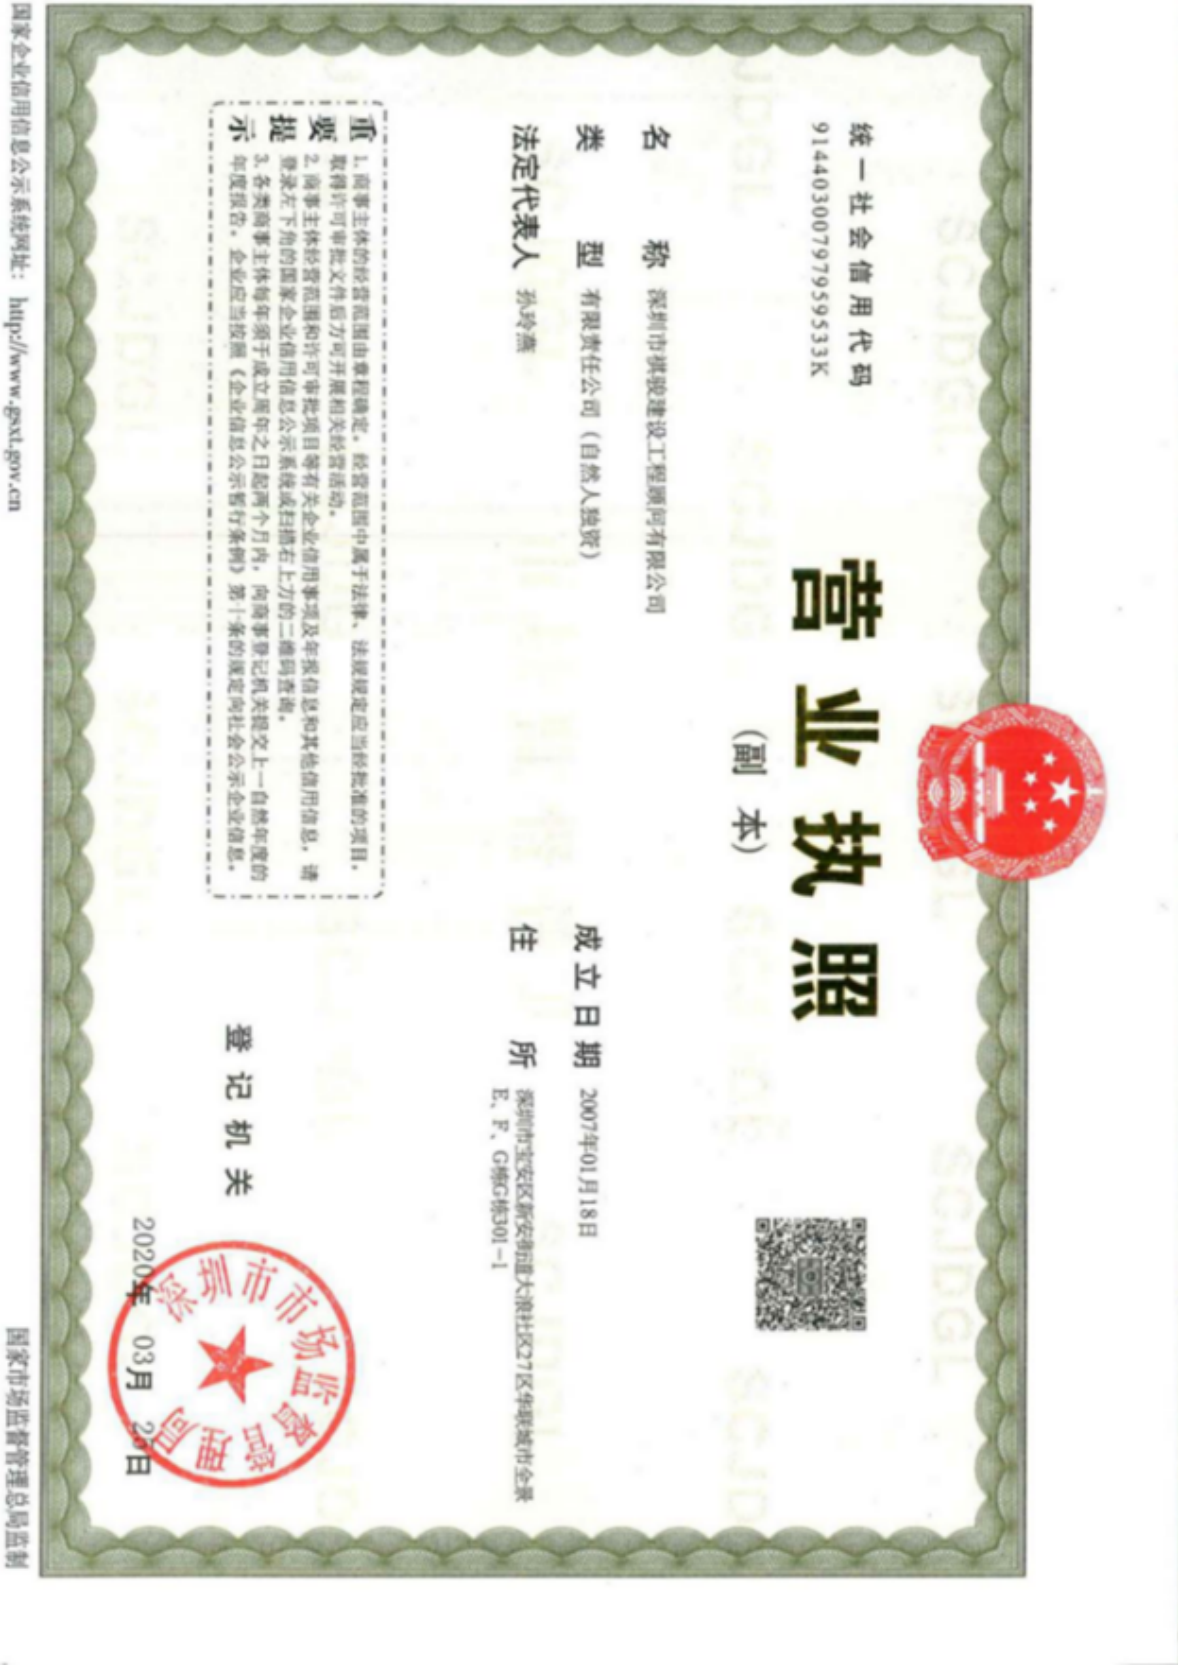 统一社会信用代码
91440300797959533K
营业执照
(副 本)
名 称 深圳市祺骏建设工程顾问有限公司
类 型 有限责任公司（自然人独资）
法定代表人 孙玲燕
成立日期 2007年01月18日
住 所 深圳市宝安区新安街道大浪社区27区华联城市全景
E、F、G栋G栋301-1
重要提示
1. 商事主体的经营范围由章程确定。经营范围中属于法律、法规规定应当经批准的项目，
取得许可审批文件后方可开展相关经营活动。
2. 商事主体经营范围和许可审批项目等有关企业信用事项及年报信息和其他信用信息，请
登录左下角的国家企业信用信息公示系统或扫描右上方的二维码查询。
3. 各类商事主体每年须于成立周年之日起两个月内，向商事登记机关提交上一自然年度的
年度报告。企业应当按照《企业信息公示暂行条例》第十条的规定向社会公示企业信息。
登记机关
深圳市市场监督管理局
2020年 03月 日
国家企业信用信息公示系统网址: http://www.gsxt.gov.cn
国家市场监督管理总局监制